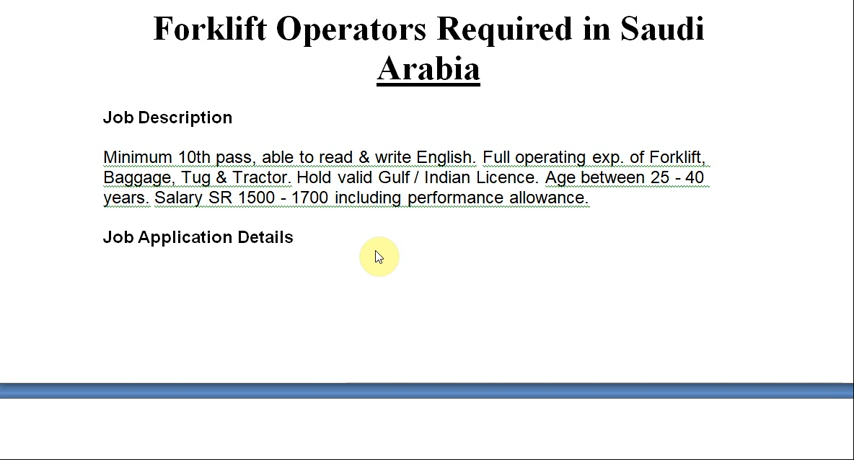 Forklift Operators Required in Saudi
Arabia
Job Description
Minimum 10th pass, able to read & write English. Full operating exp. of Forklift,
Baggage, Tug & Tractor. Hold valid Gulf / Indian Licence. Age between 25 - 40
years. Salary SR 1500 - 1700 including performance allowance.
Job Application Details